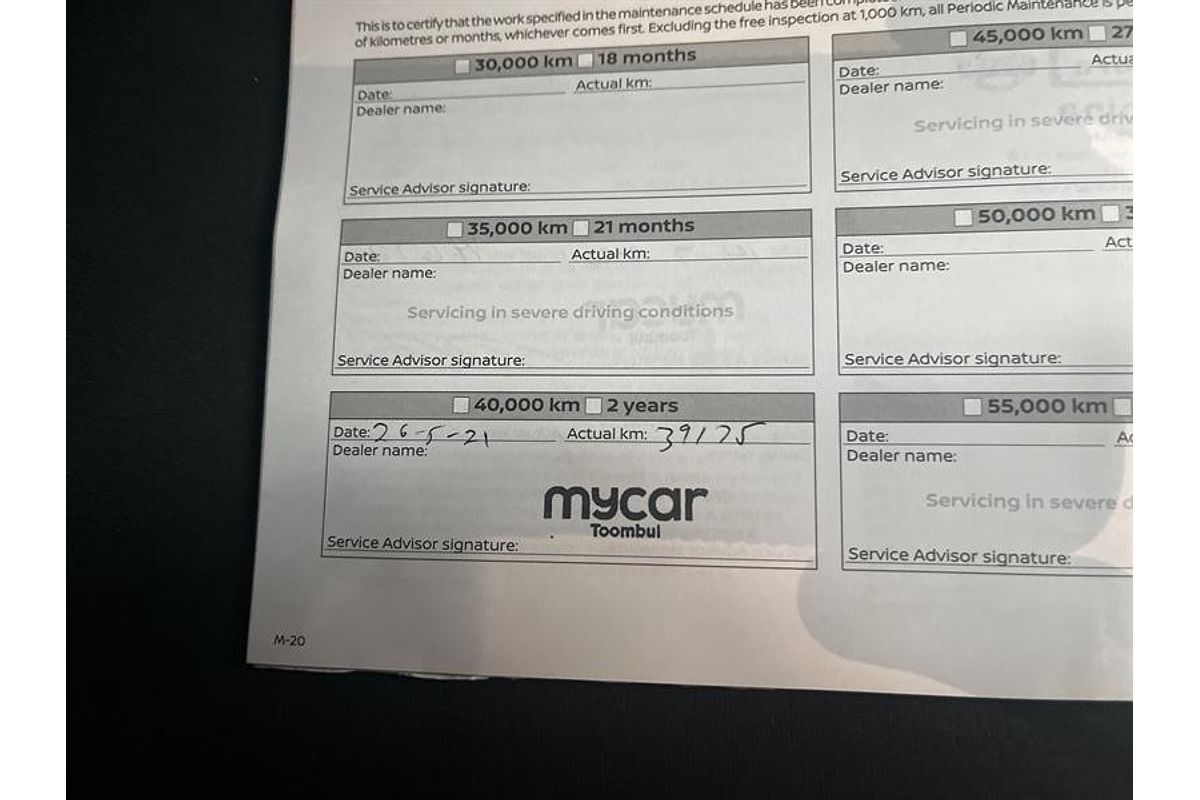 This is to certify that the work specified in the maintenance schedule has been
of kilometres or months, whichever comes first. Excluding the free inspection at 1,000 km, all Periodic Maintenance is
30,000 km 18 months
Date: Actual km:
Dealer name:
Service Advisor signature:
35,000 km 21 months
Date: Actual km:
Dealer name:
Servicing in severe driving conditions
Service Advisor signature:
40,000 km 2 years
Date: 26-5-21 Actual km: 39175
Dealer name:
mycar
Toombul
Service Advisor signature:
M-20
45,000 km 27
Date:
Dealer name:
Servicing in severe
Service Advisor signature:
50,000 km
Date:
Dealer name:
Service Advisor signature:
55,000 km
Date:
Dealer name:
Servicing in severe
Service Advisor signature: